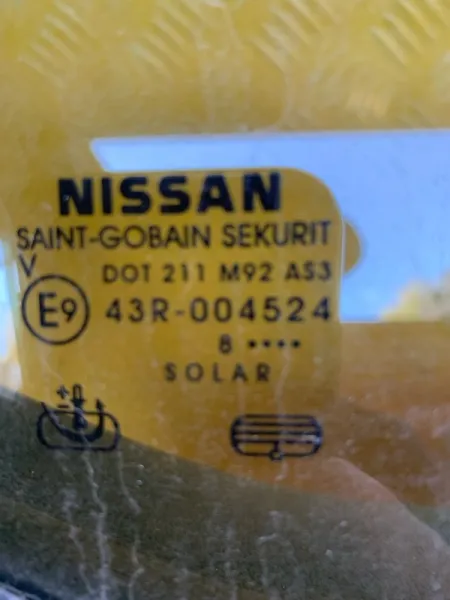 NISSAN
SAINT-GOBAIN SEKURIT
V
DOT 211 M92 AS3
E9 43R-004524
8 ••••
SOLAR